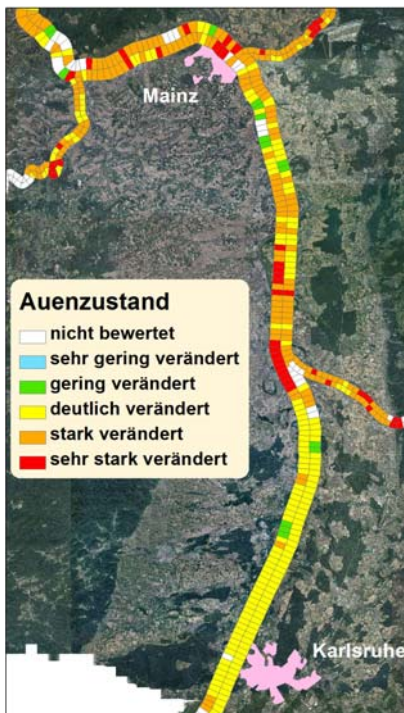 Mainz
Auenzustand
nicht bewertet
sehr gering verändert
gering verändert
deutlich verändert
stark verändert
sehr stark verändert
Karlsruhe